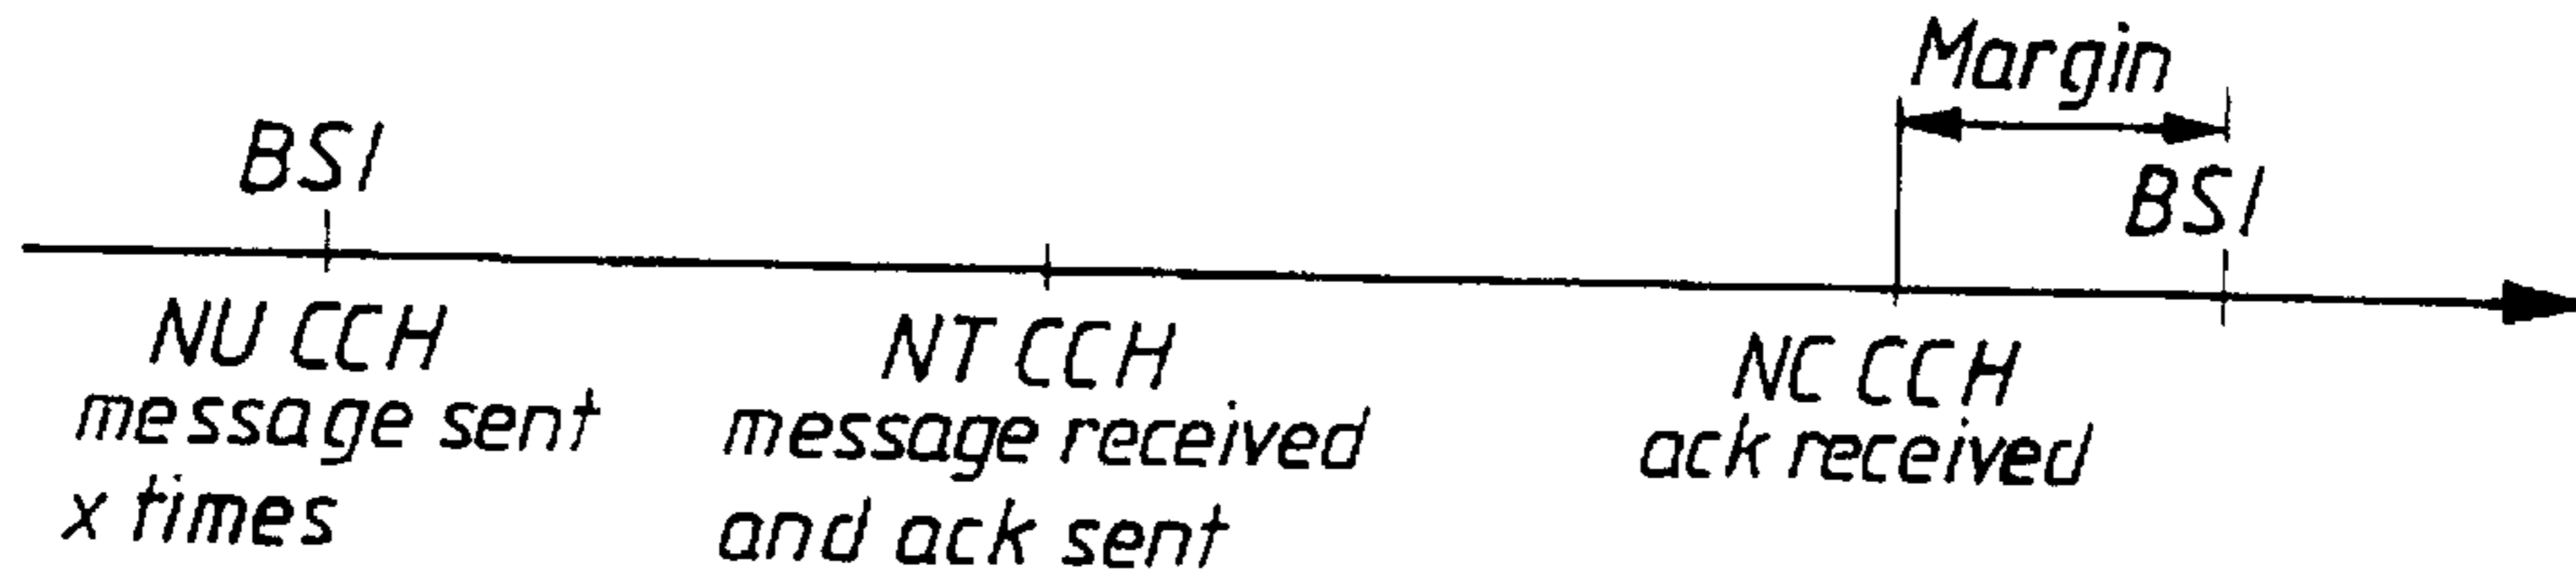 Margin
BSI
BSI
NU CCH
message sent
x times
NT CCH
message received
and ack sent
NC CCH
ack received